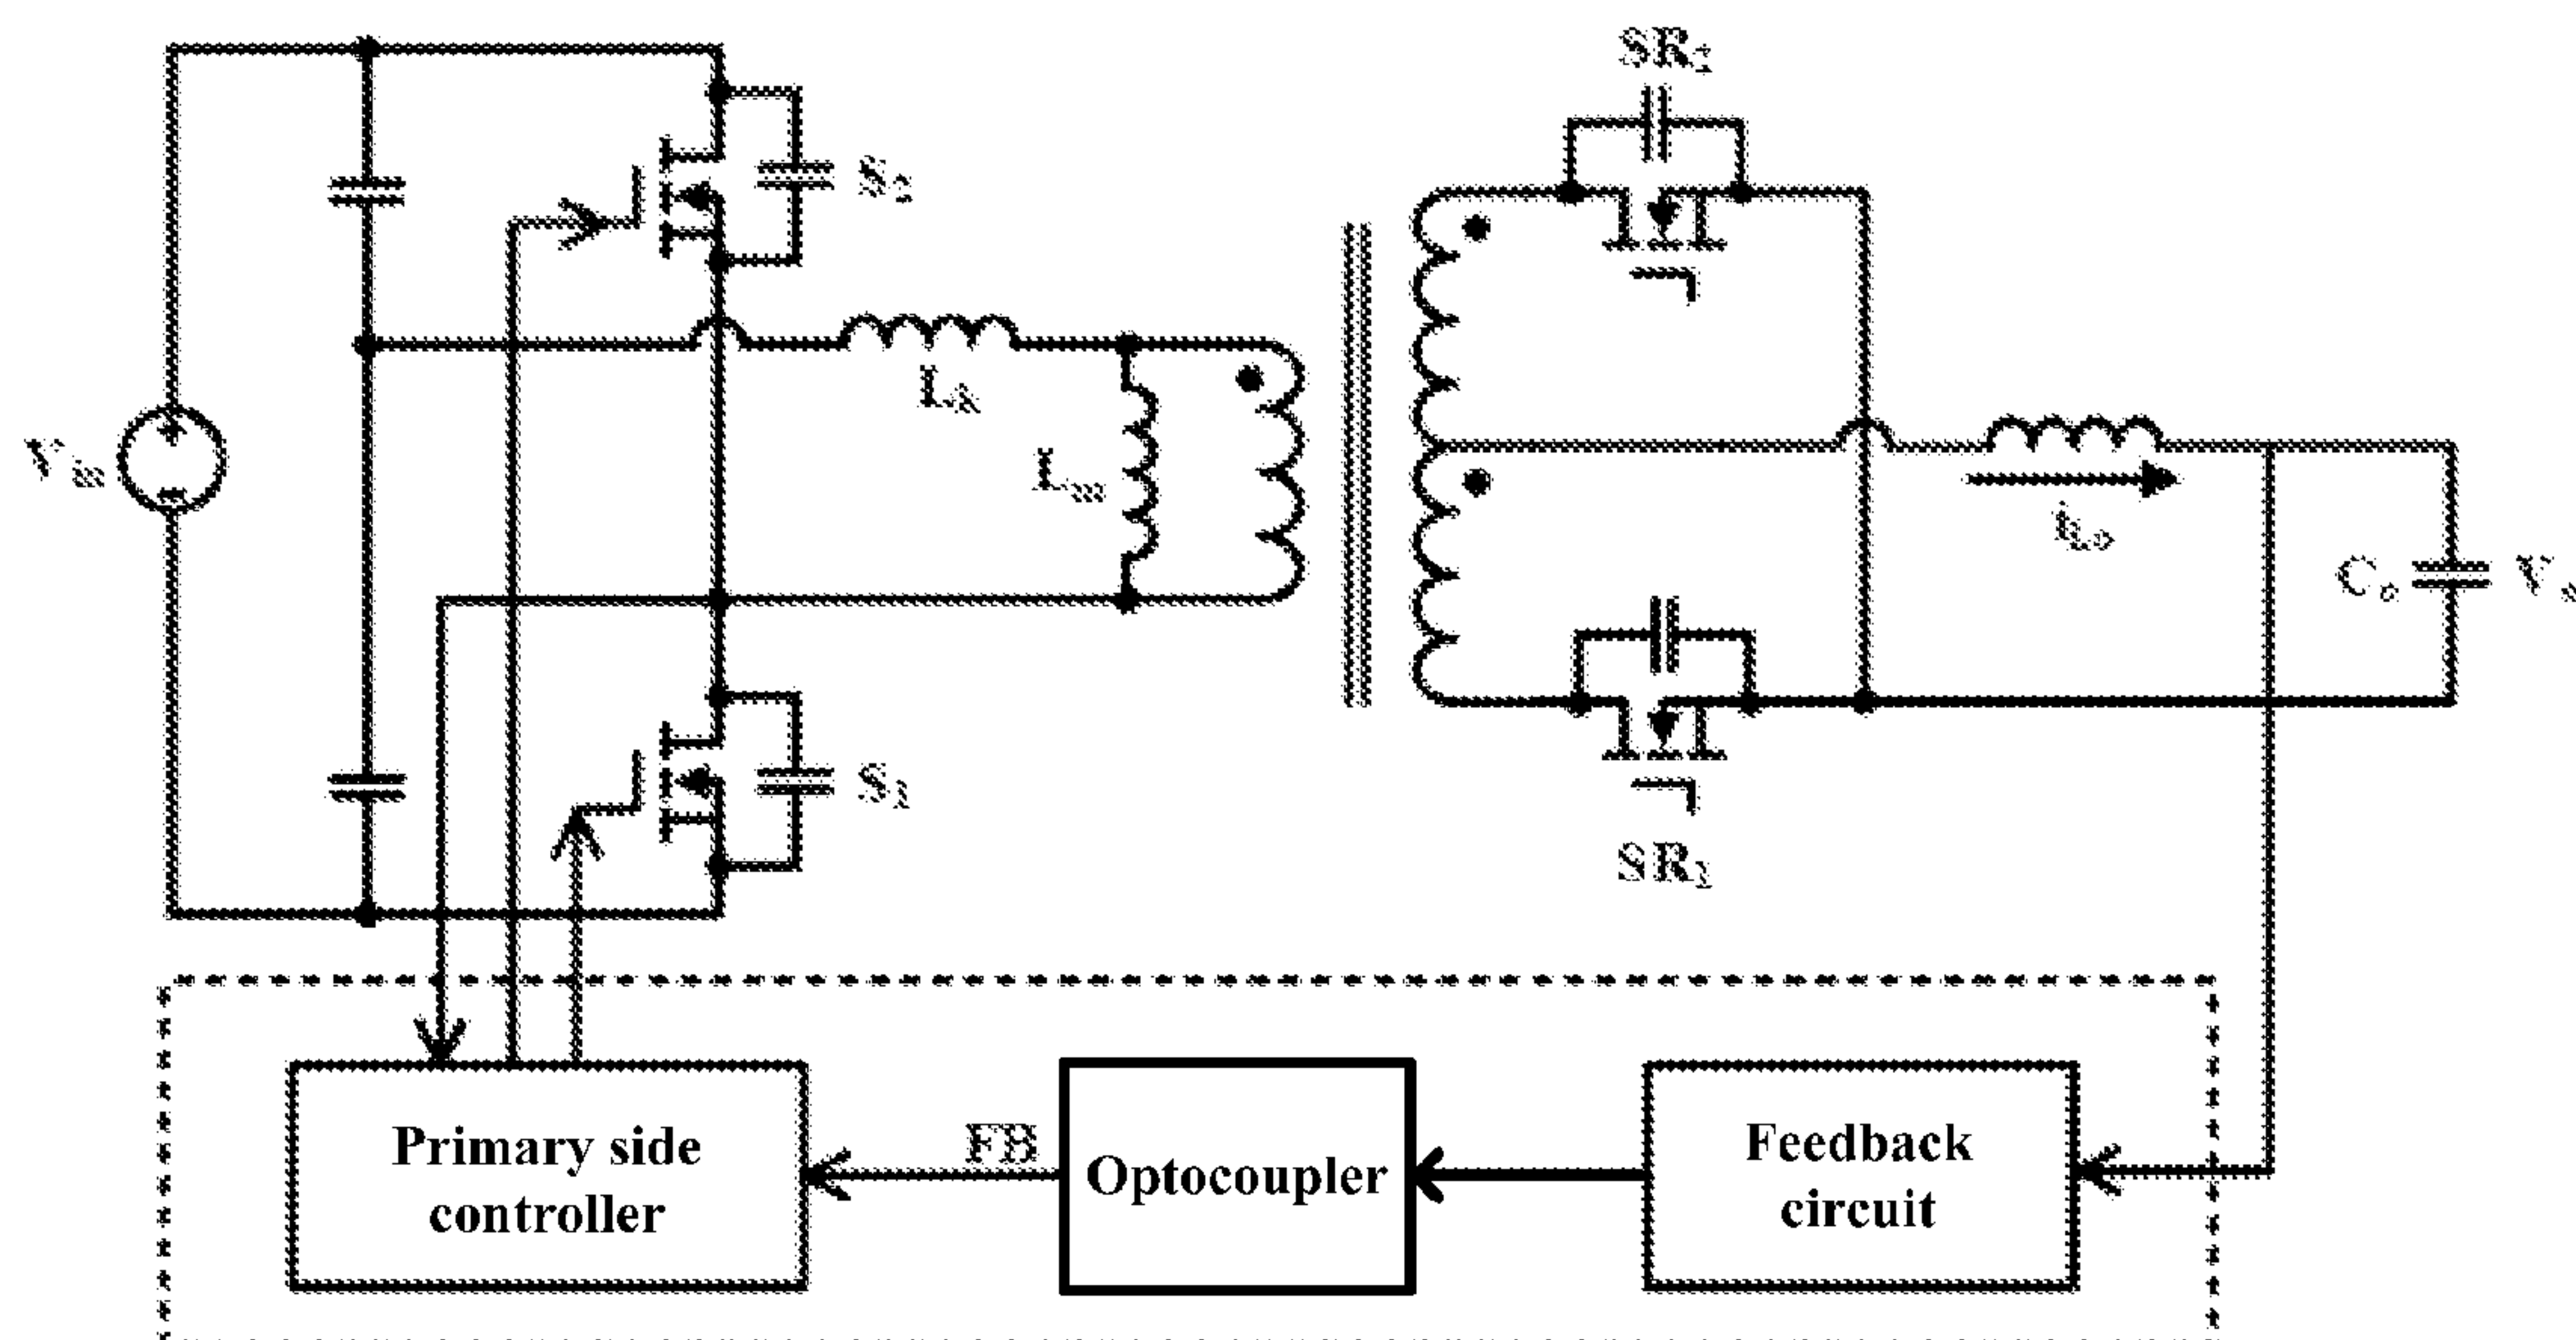 SR₂
S₂
Lk
Vin
Lm
iLo
Co
Vo
S₁
SR₁
Primary side
controller
FB
Optocoupler
Feedback
circuit